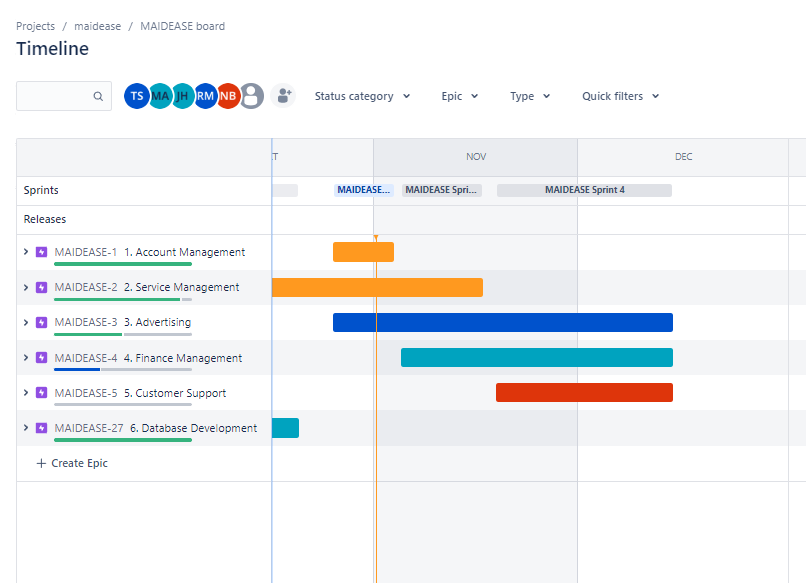 Projects / maidease / MAIDEASE board
Timeline
TS MA JH RM NB Status category Epic Type Quick filters
T NOV DEC
Sprints MAIDEASE... MAIDEASE Spri... MAIDEASE Sprint 4
Releases
MAIDEASE-1 1. Account Management
MAIDEASE-2 2. Service Management
MAIDEASE-3 3. Advertising
MAIDEASE-4 4. Finance Management
MAIDEASE-5 5. Customer Support
MAIDEASE-27 6. Database Development
+ Create Epic